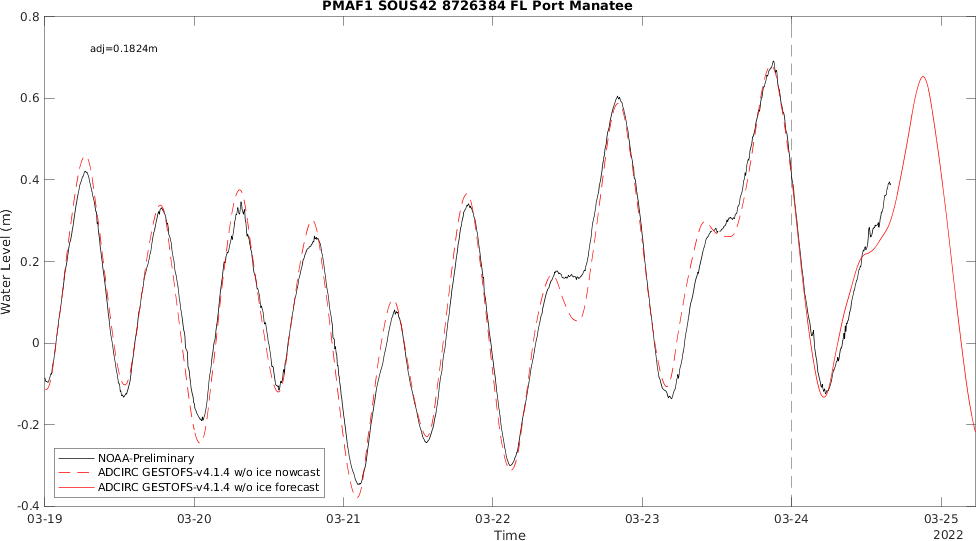 PMAF1 SOUS42 8726384 FL Port Manatee
adj=0.1824m
Water Level (m)
0.8
0.6
0.4
0.2
0
-0.2
-0.4
NOAA-Preliminary
ADCIRC GESTOFS-v4.1.4 w/o ice nowcast
ADCIRC GESTOFS-v4.1.4 w/o ice forecast
03-19 03-20 03-21 03-22 03-23 03-24 03-25
Time
2022